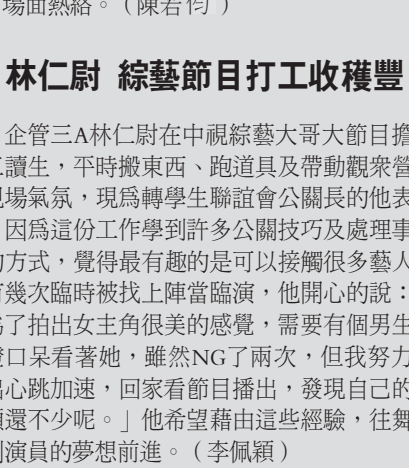 場面熱絡。(陳若伃)
林仁尉 綜藝節目打工收穫豐
企管三A林仁尉在中視綜藝大哥大節目擔
讀生，平時搬東西、跑道具及帶動觀衆營
現場氣氛，現爲轉學生聯誼會公關長的他表
因爲這份工作學到許多公關技巧及處理事
的方式，覺得最有趣的是可以接觸很多藝人
有幾次臨時被找上陣當臨演，他開心的說：
爲了拍出女主角很美的感覺，需要有個男生
瞪口呆看著她，雖然NG了兩次，但我努力
出心跳加速，回家看節目播出，發現自己的
頭還不少呢。」他希望藉由這些經驗，往舞
劇演員的夢想前進。(李佩穎)